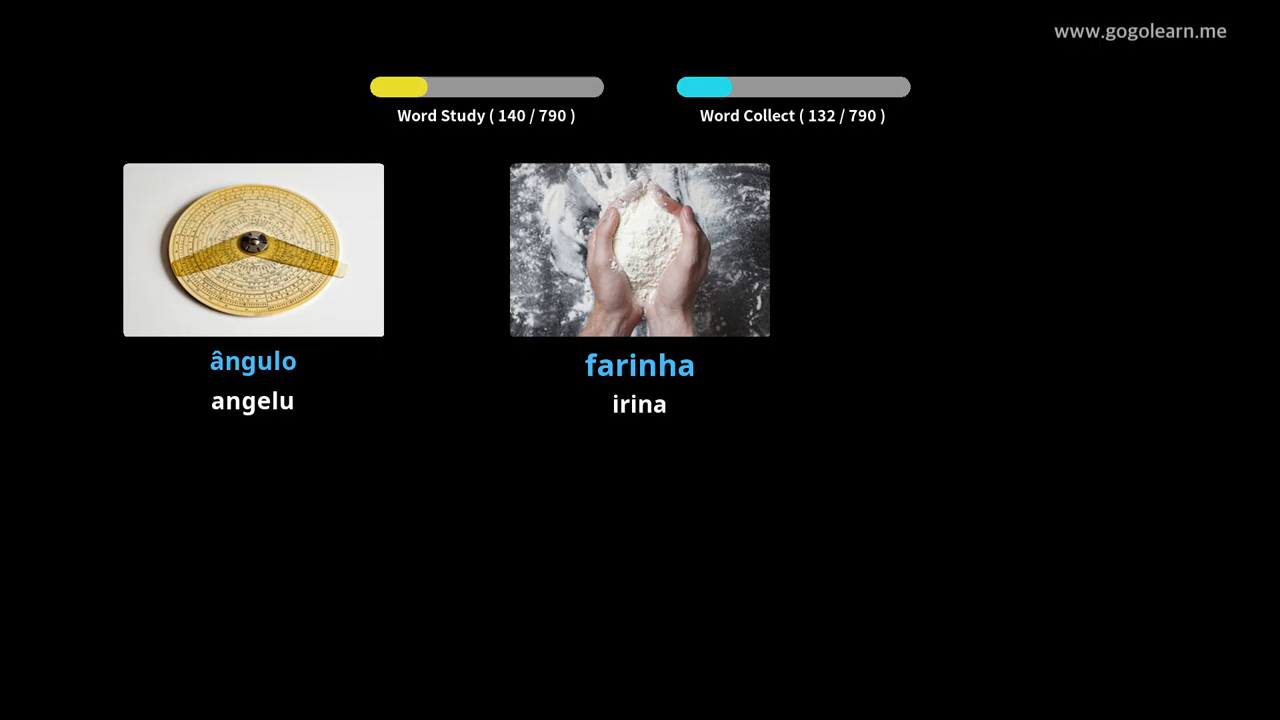 www.gogolearn.me
Word Study ( 140 / 790 )
Word Collect ( 132 / 790 )
ângulo
angelu
farinha
irina